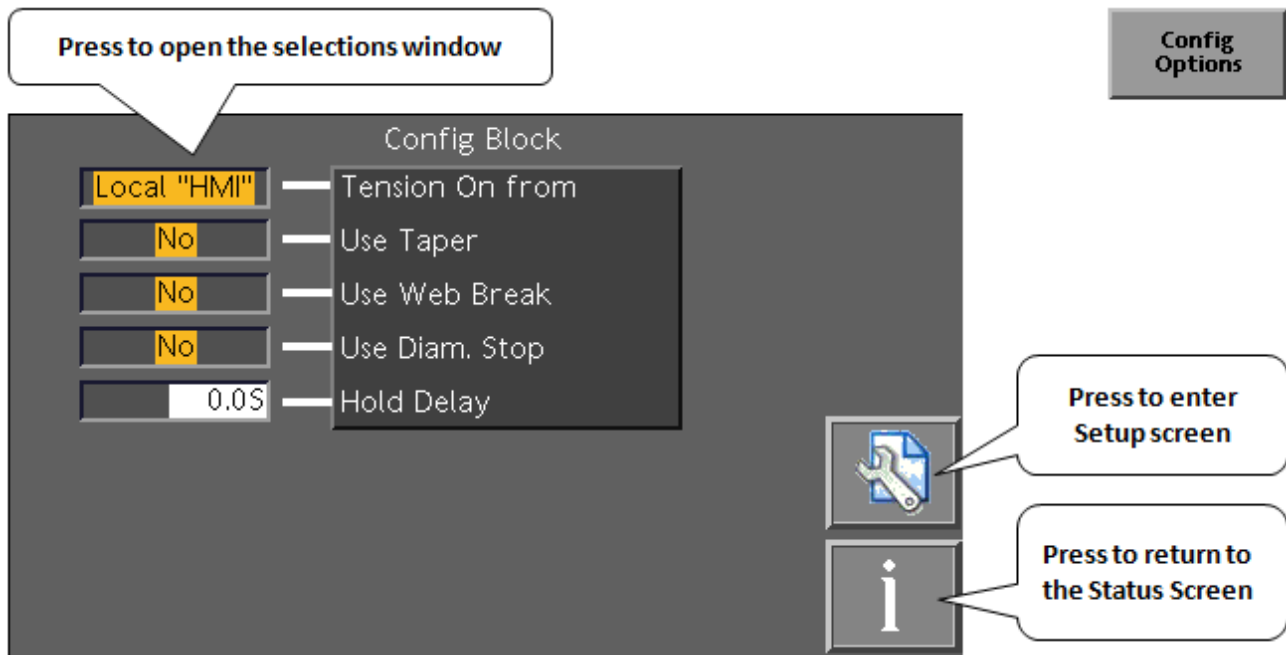 Press to open the selections window
Config
Options
Config Block
Local "HMI"
Tension On from
No
Use Taper
No
Use Web Break
No
Use Diam. Stop
0.0S
Hold Delay
Press to enter
Setup screen
i
Press to return to
the Status Screen